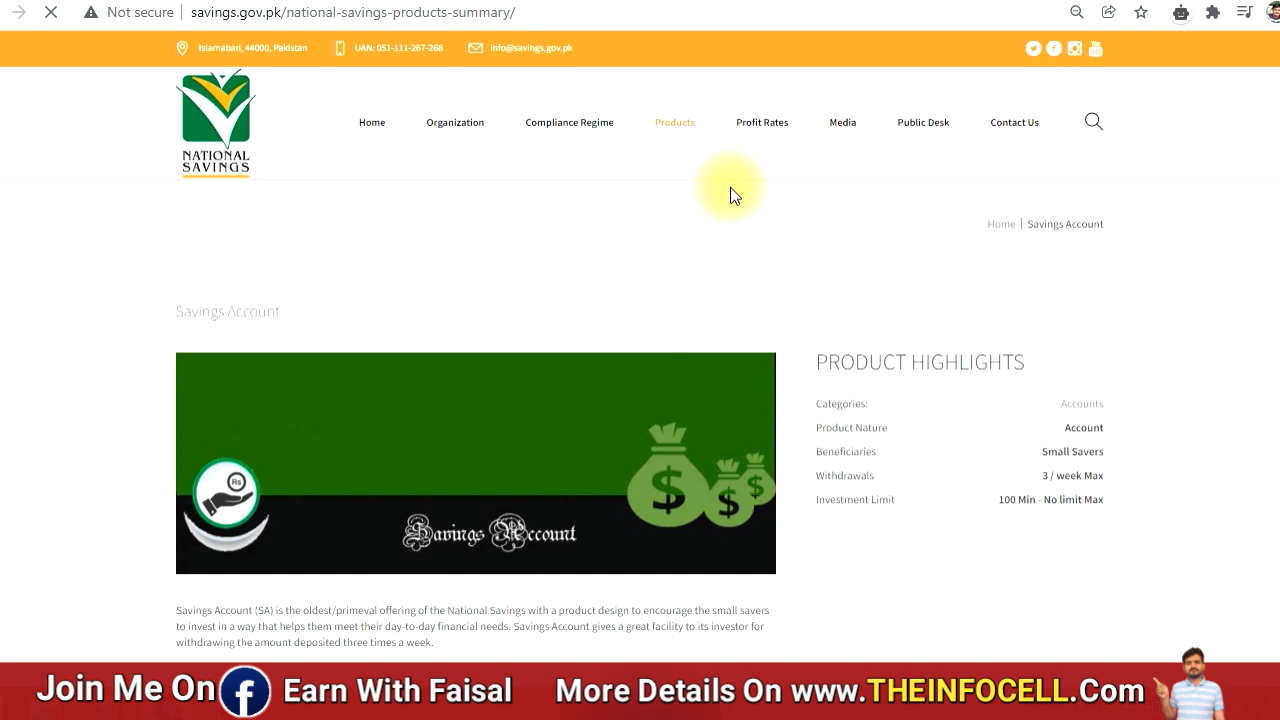 Not secure savings.gov.pk/national-savings-products-summary/
Islamabad, 44000, Pakistan UAN: 051-111-267-268 info@savings.gov.pk
NATIONAL
SAVINGS
Home Organization Compliance Regime Products Profit Rates Media Public Desk Contact Us
Home | Savings Account
Savings Account
Rs
$ $ $
Savings Account
PRODUCT HIGHLIGHTS
Categories: Accounts
Product Nature Account
Beneficiaries Small Savers
Withdrawals 3 / week Max
Investment Limit 100 Min - No limit Max
Savings Account (SA) is the oldest/primeval offering of the National Savings with a product design to encourage the small savers
to invest in a way that helps them meet their day-to-day financial needs. Savings Account gives a great facility to its investor for
withdrawing the amount deposited three times a week.
Join Me On f Earn With Faisal More Details On www.THEINFOCELL.Com